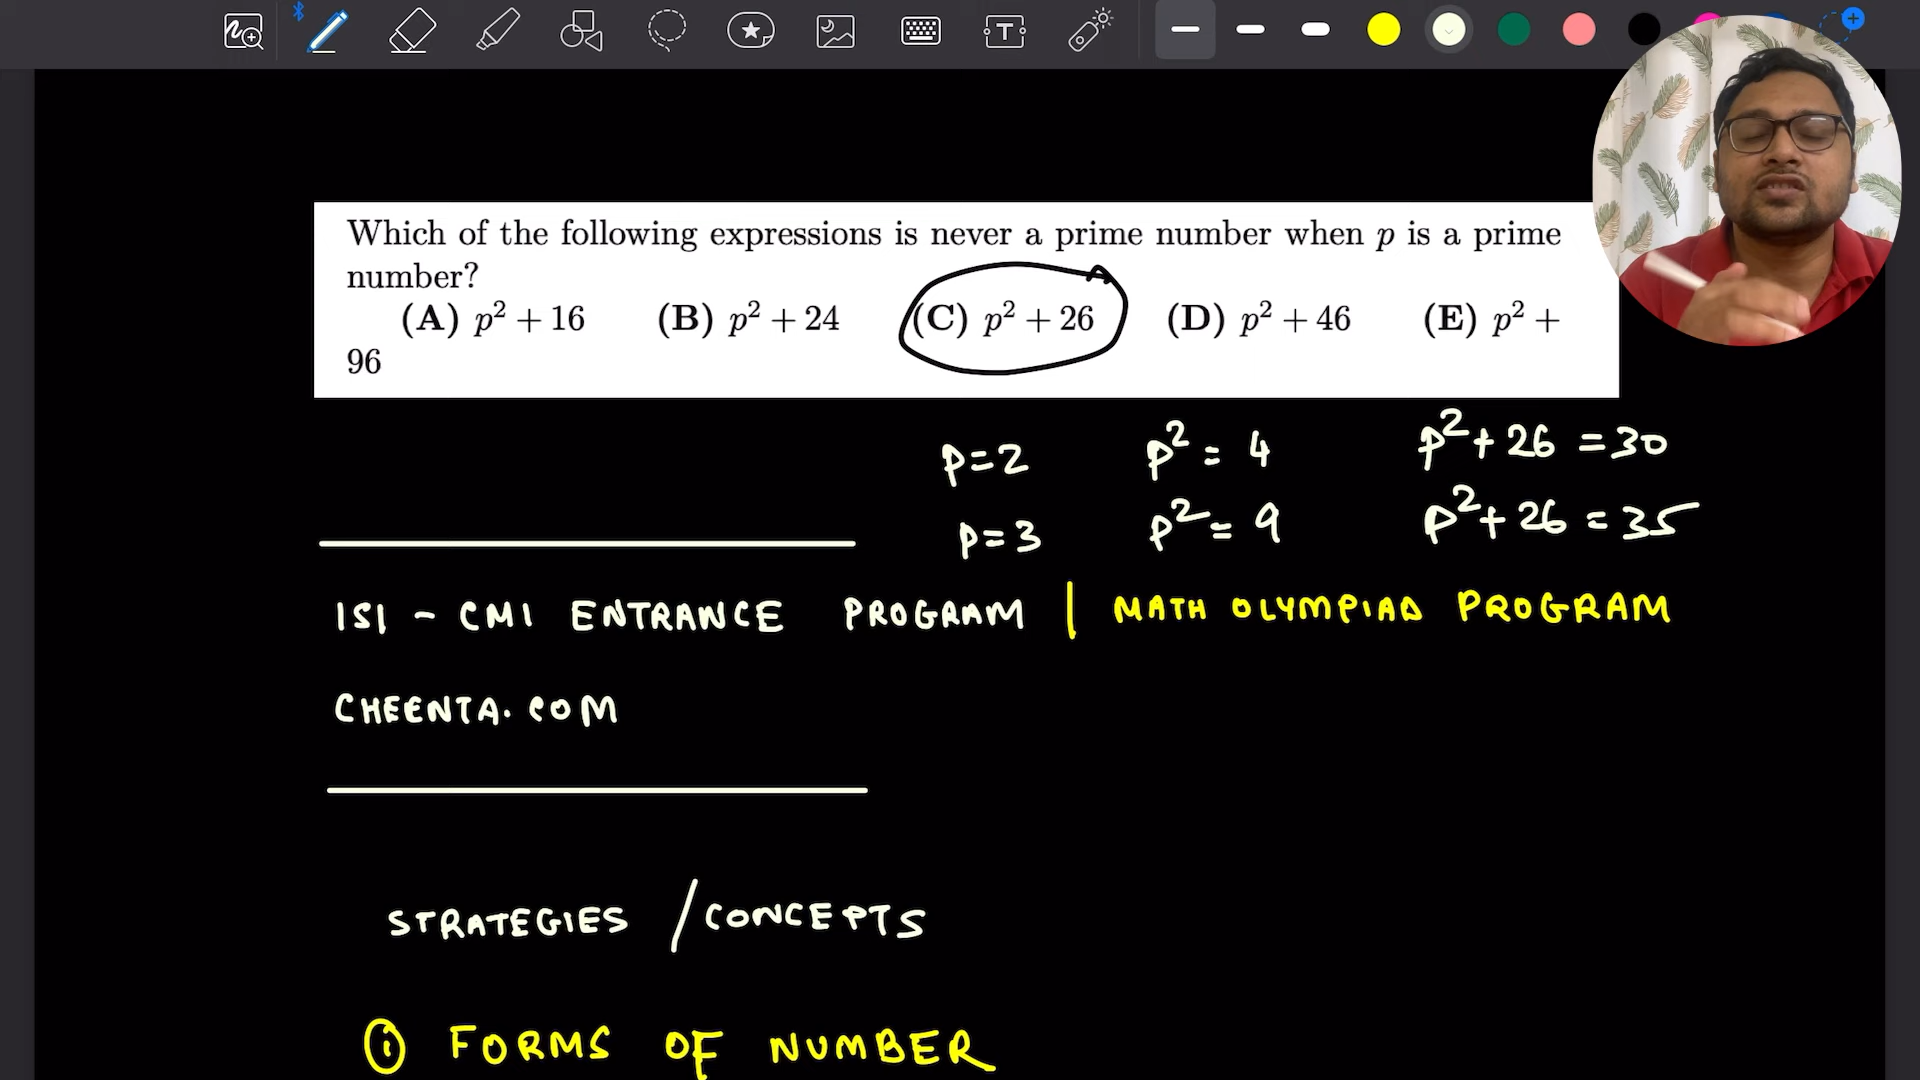 Which of the following expressions is never a prime number when p is a prime
number?
(A) p² + 16 (B) p² + 24 (C) p² + 26 (D) p² + 46 (E) p² +
96
p=2 p² = 4 p²+26 =30
p=3 p² = 9 p²+26 = 35
ISI - CMI ENTRANCE PROGRAM | MATH OLYMPIAD PROGRAM
CHEENTA.COM
STRATEGIES / CONCEPTS
① FORMS OF NUMBER